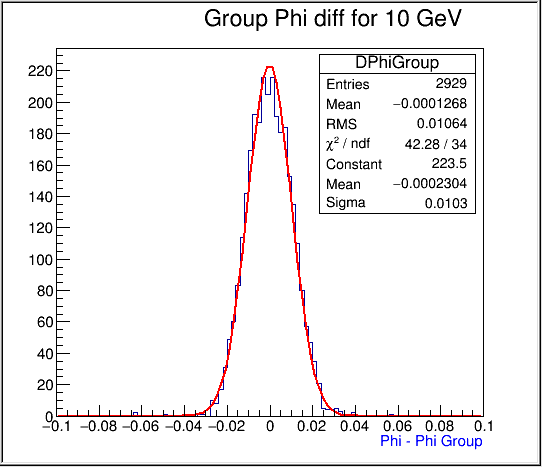 Group Phi diff for 10 GeV
DPhiGroup
Entries 2929
Mean −0.0001268
RMS 0.01064
χ² / ndf 42.28 / 34
Constant 223.5
Mean −0.0002304
Sigma 0.0103
220
200
180
160
140
120
100
80
60
40
20
0
−0.1 −0.08 −0.06 −0.04 −0.02 0 0.02 0.04 0.06 0.08 0.1
Phi - Phi Group